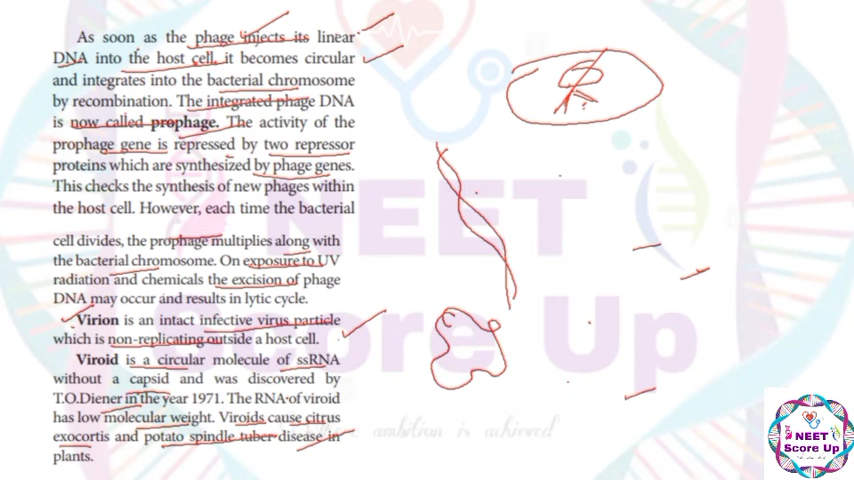 As soon as the phage injects its linear
DNA into the host cell, it becomes circular
and integrates into the bacterial chromosome
by recombination. The integrated phage DNA
is now called prophage. The activity of the
prophage gene is repressed by two repressor
proteins which are synthesized by phage genes.
This checks the synthesis of new phages within
the host cell. However, each time the bacterial
cell divides, the prophage multiplies along with
the bacterial chromosome. On exposure to UV
radiation and chemicals the excision of phage
DNA may occur and results in lytic cycle.
Virion is an intact infective virus particle
which is non-replicating outside a host cell.
Viroid is a circular molecule of ssRNA
without a capsid and was discovered by
T.O.Diener in the year 1971. The RNA of viroid
has low molecular weight. Viroids cause citrus
exocortis and potato spindle tuber disease in
plants.
NEET
Score Up
ambition is achieved
NEET
Score Up